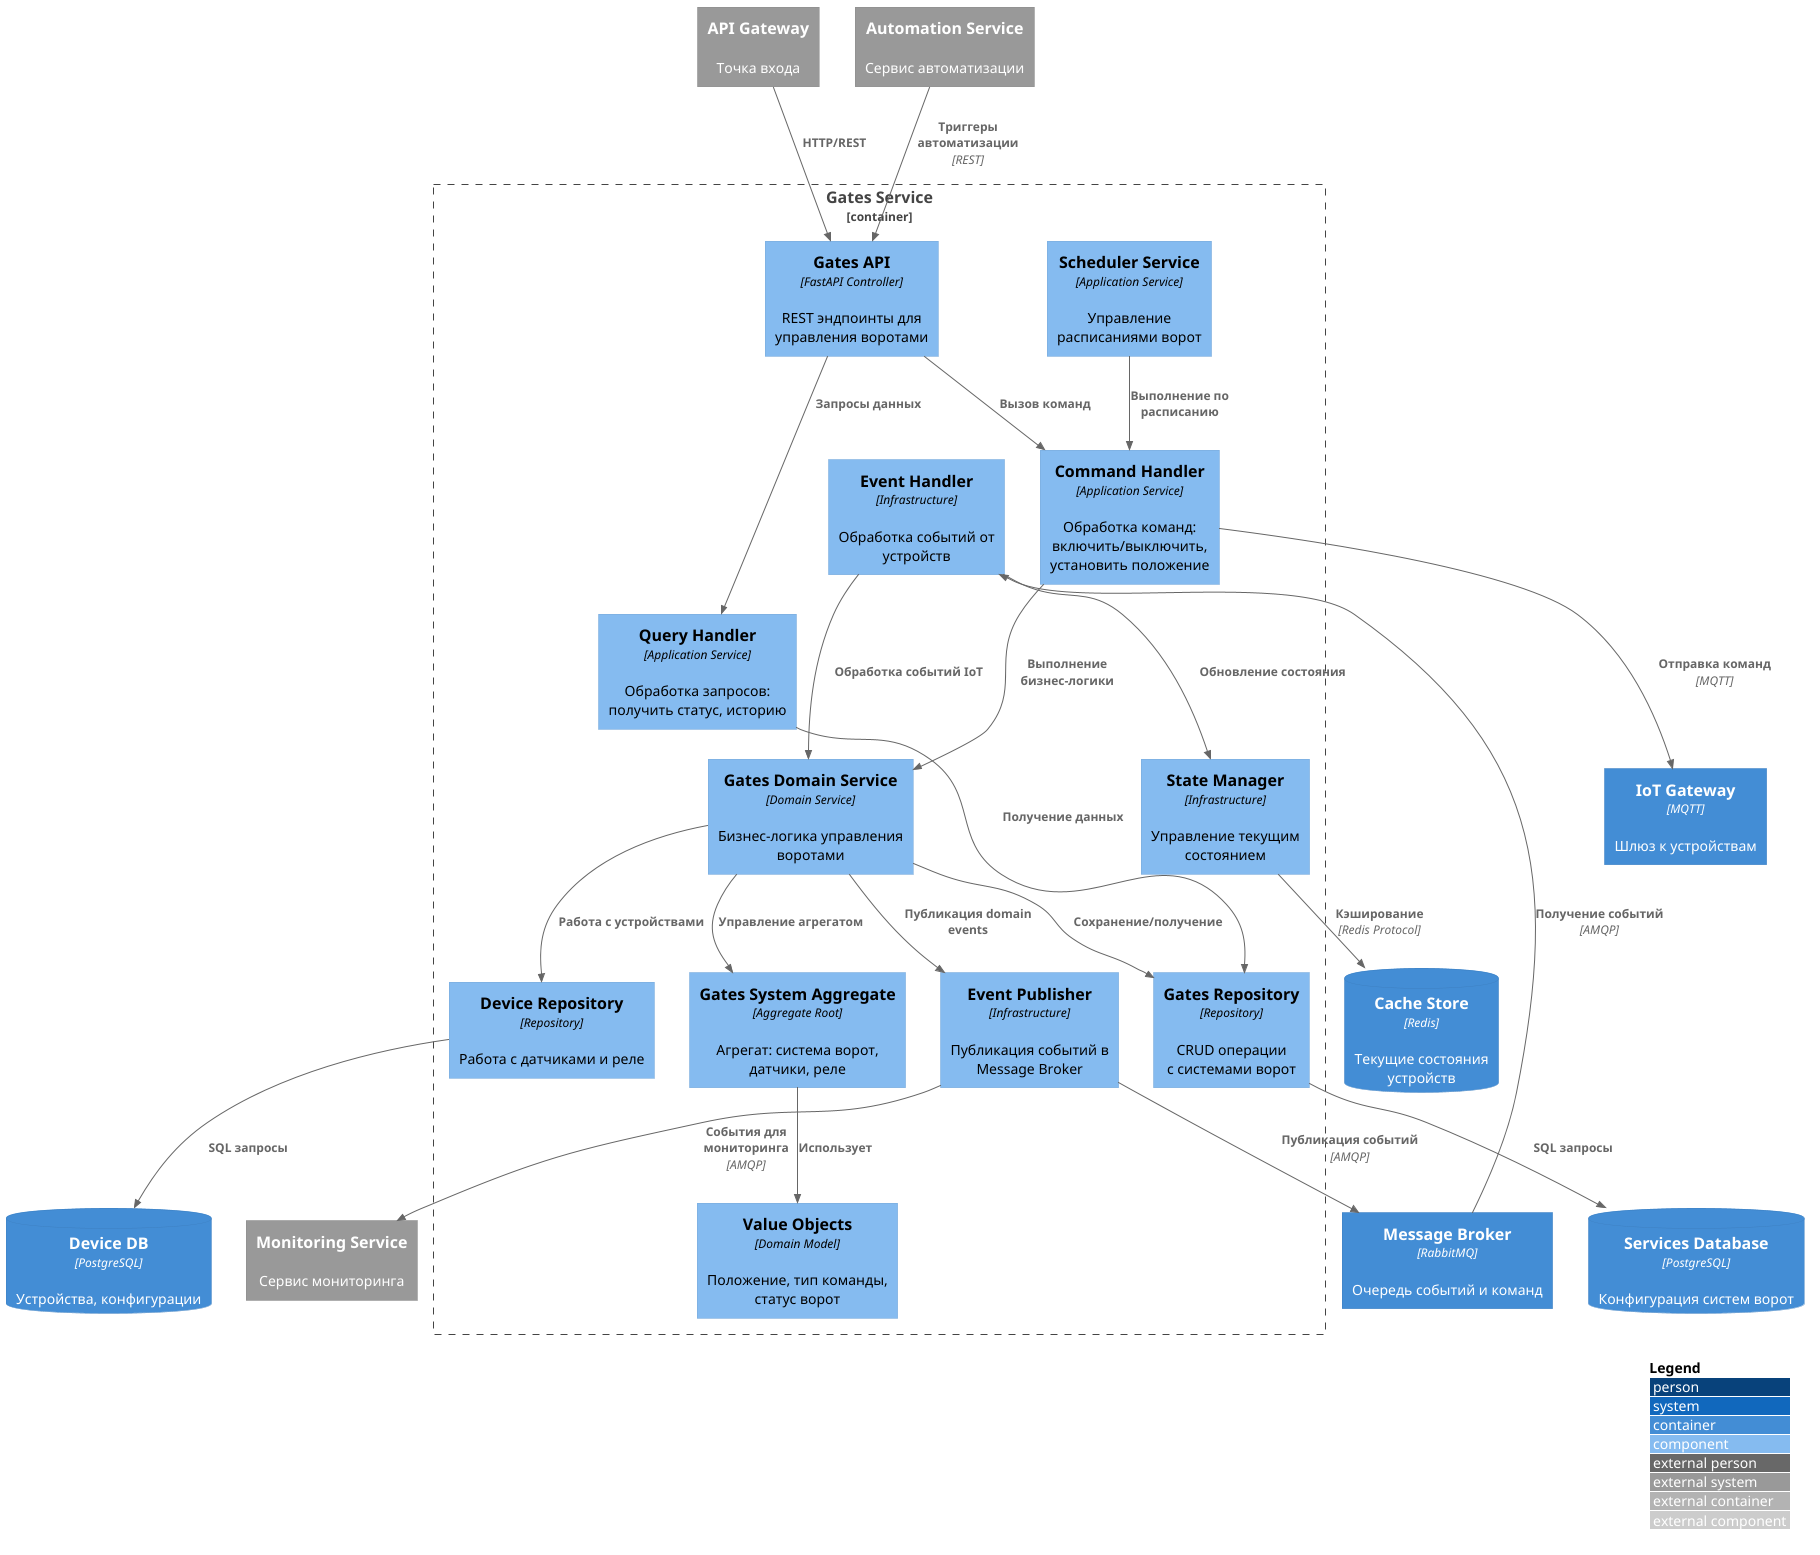 API Gateway
Точка входа
Automation Service
Сервис автоматизации
HTTP/REST
Триггеры
автоматизации
[REST]
Gates Service
[container]
Gates API
[FastAPI Controller]
REST эндпоинты для
управления воротами
Scheduler Service
[Application Service]
Управление
расписаниями ворот
Запросы данных
Вызов команд
Выполнение по
расписанию
Event Handler
[Infrastructure]
Обработка событий от
устройств
Command Handler
[Application Service]
Обработка команд:
включить/выключить,
установить положение
Query Handler
[Application Service]
Обработка запросов:
получить статус, историю
Обработка событий IoT
Выполнение
бизнес-логики
Обновление состояния
Отправка команд
[MQTT]
Gates Domain Service
[Domain Service]
Бизнес-логика управления
воротами
Получение данных
State Manager
[Infrastructure]
Управление текущим
состоянием
IoT Gateway
[MQTT]
Шлюз к устройствам
Работа с устройствами
Управление агрегатом
Публикация domain
events
Сохранение/получение
Кэширование
[Redis Protocol]
Получение событий
[AMQP]
Device Repository
[Repository]
Работа с датчиками и реле
Gates System Aggregate
[Aggregate Root]
Агрегат: система ворот,
датчики, реле
Event Publisher
[Infrastructure]
Публикация событий в
Message Broker
Gates Repository
[Repository]
CRUD операции
с системами ворот
Cache Store
[Redis]
Текущие состояния
устройств
SQL запросы
События для
мониторинга
[AMQP]
Использует
Публикация событий
[AMQP]
SQL запросы
Device DB
[PostgreSQL]
Устройства, конфигурации
Monitoring Service
Сервис мониторинга
Value Objects
[Domain Model]
Положение, тип команды,
статус ворот
Message Broker
[RabbitMQ]
Очередь событий и команд
Services Database
[PostgreSQL]
Конфигурация систем ворот
Legend
person
system
container
component
external person
external system
external container
external component